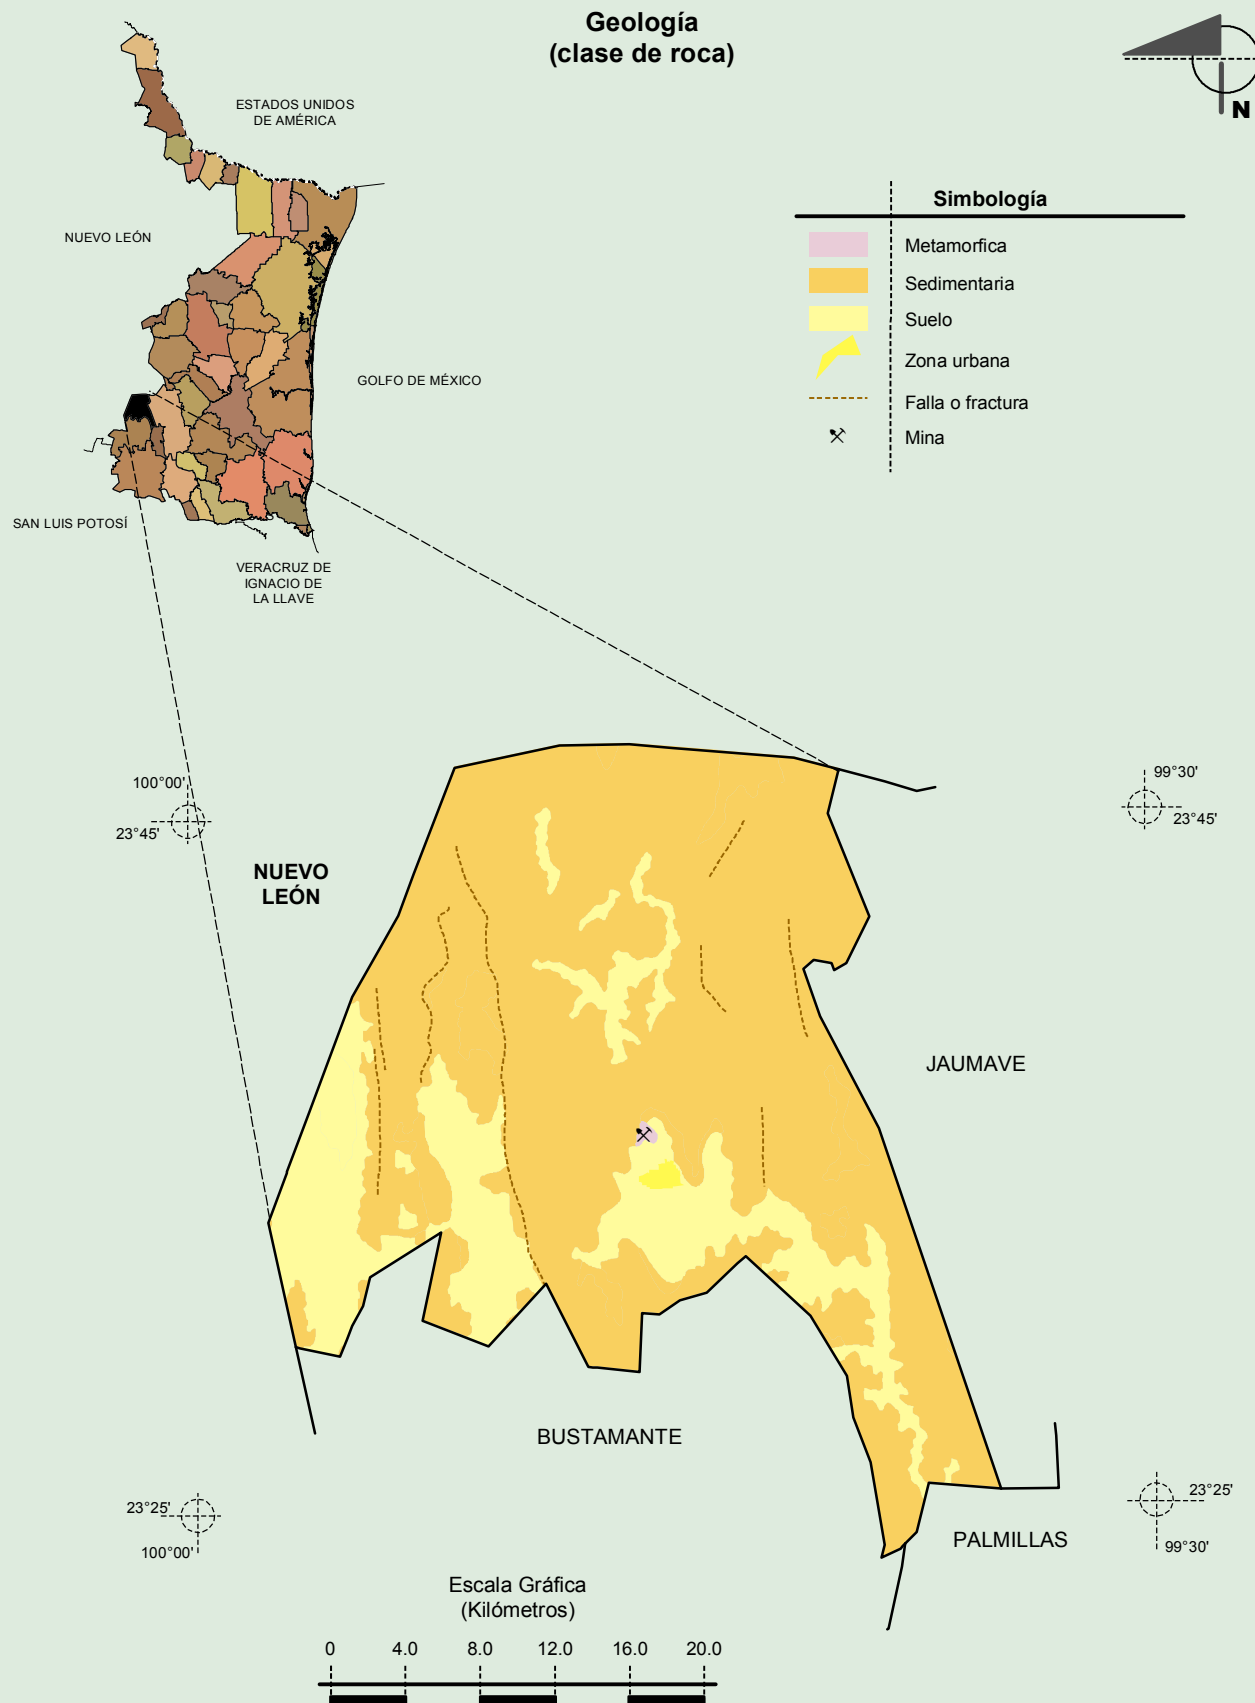 Geología
(clase de roca)
N
ESTADOS UNIDOS
DE AMÉRICA
NUEVO LEÓN
GOLFO DE MÉXICO
SAN LUIS POTOSÍ
VERACRUZ DE
IGNACIO DE
LA LLAVE
Simbología
Metamorfica
Sedimentaria
Suelo
Zona urbana
Falla o fractura
Mina
100°00'
23°45'
99°30'
23°45'
NUEVO
LEÓN
JAUMAVE
BUSTAMANTE
PALMILLAS
23°25'
100°00'
23°25'
99°30'
Escala Gráfica
(Kilómetros)
0 4.0 8.0 12.0 16.0 20.0